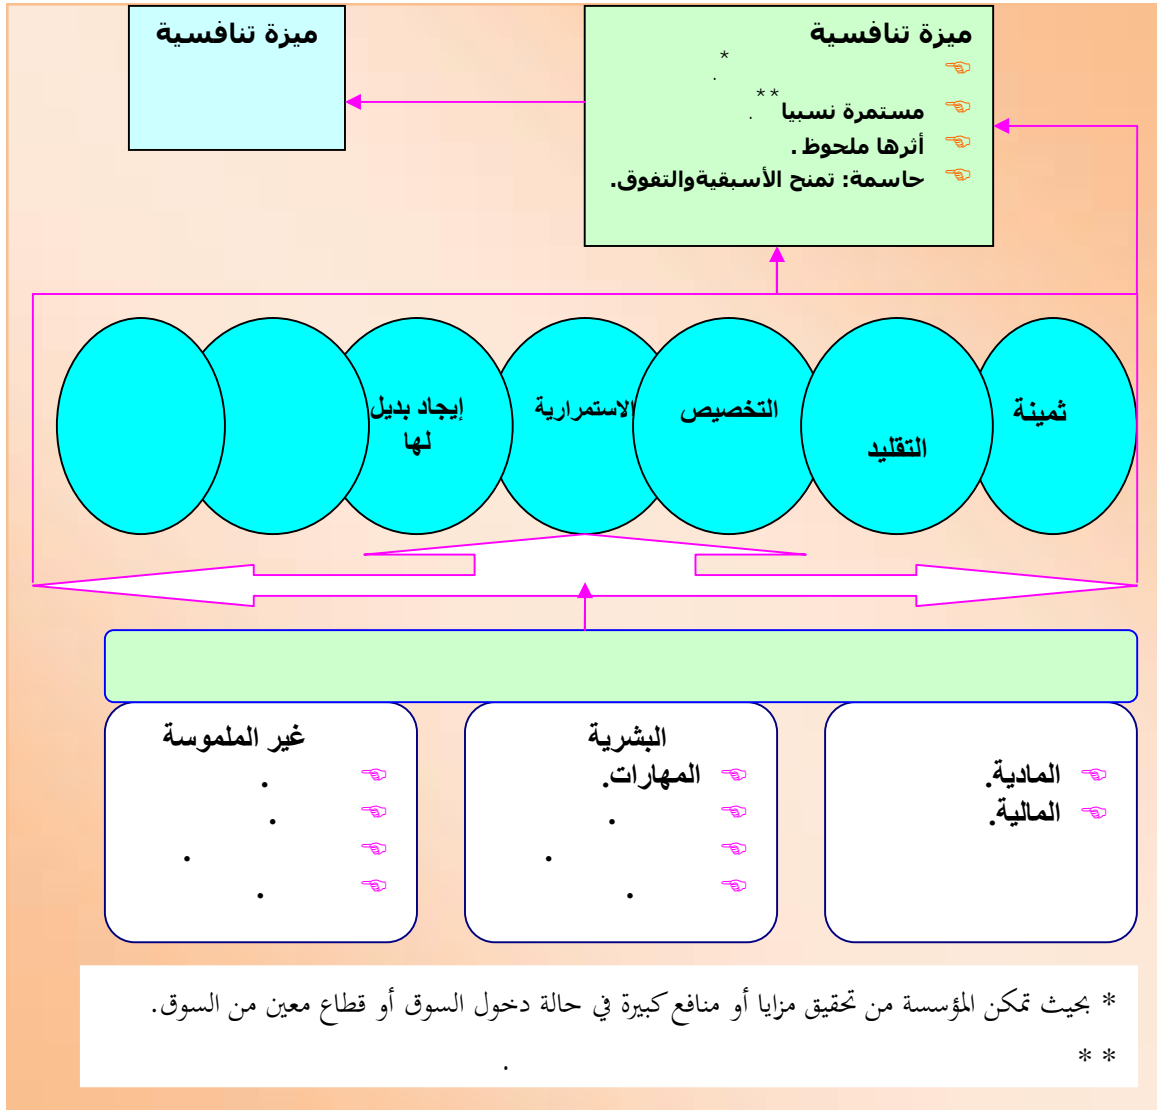 ميزة تنافسية
* .
مستمرة نسبيا** .
أثرها ملحوظ .
حاسمة: تمنح الأسبقيةوالتفوق.
ميزة تنافسية
ثمينة
التقليد
التخصيص
الاستمرارية
إيجاد بديل
لها
المادية.
المالية.
البشرية
المهارات.
.
.
.
غير الملموسة
.
.
.
.
* بحيث تمكن المؤسسة من تحقيق مزايا أو منافع كبيرة في حالة دخول السوق أو قطاع معين من السوق.
* * .